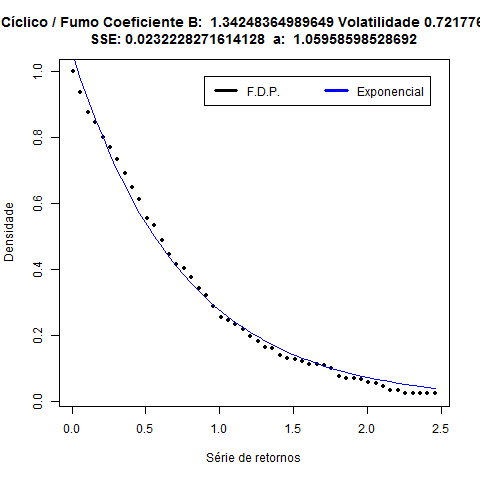 Cíclico / Fumo Coeficiente B: 1.34248364989649 Volatilidade 0.721776
SSE: 0.0232228271614128 a: 1.05958598528692
F.D.P.
Exponencial
Densidade
1.0
0.8
0.6
0.4
0.2
0.0
0.0 0.5 1.0 1.5 2.0 2.5
Série de retornos